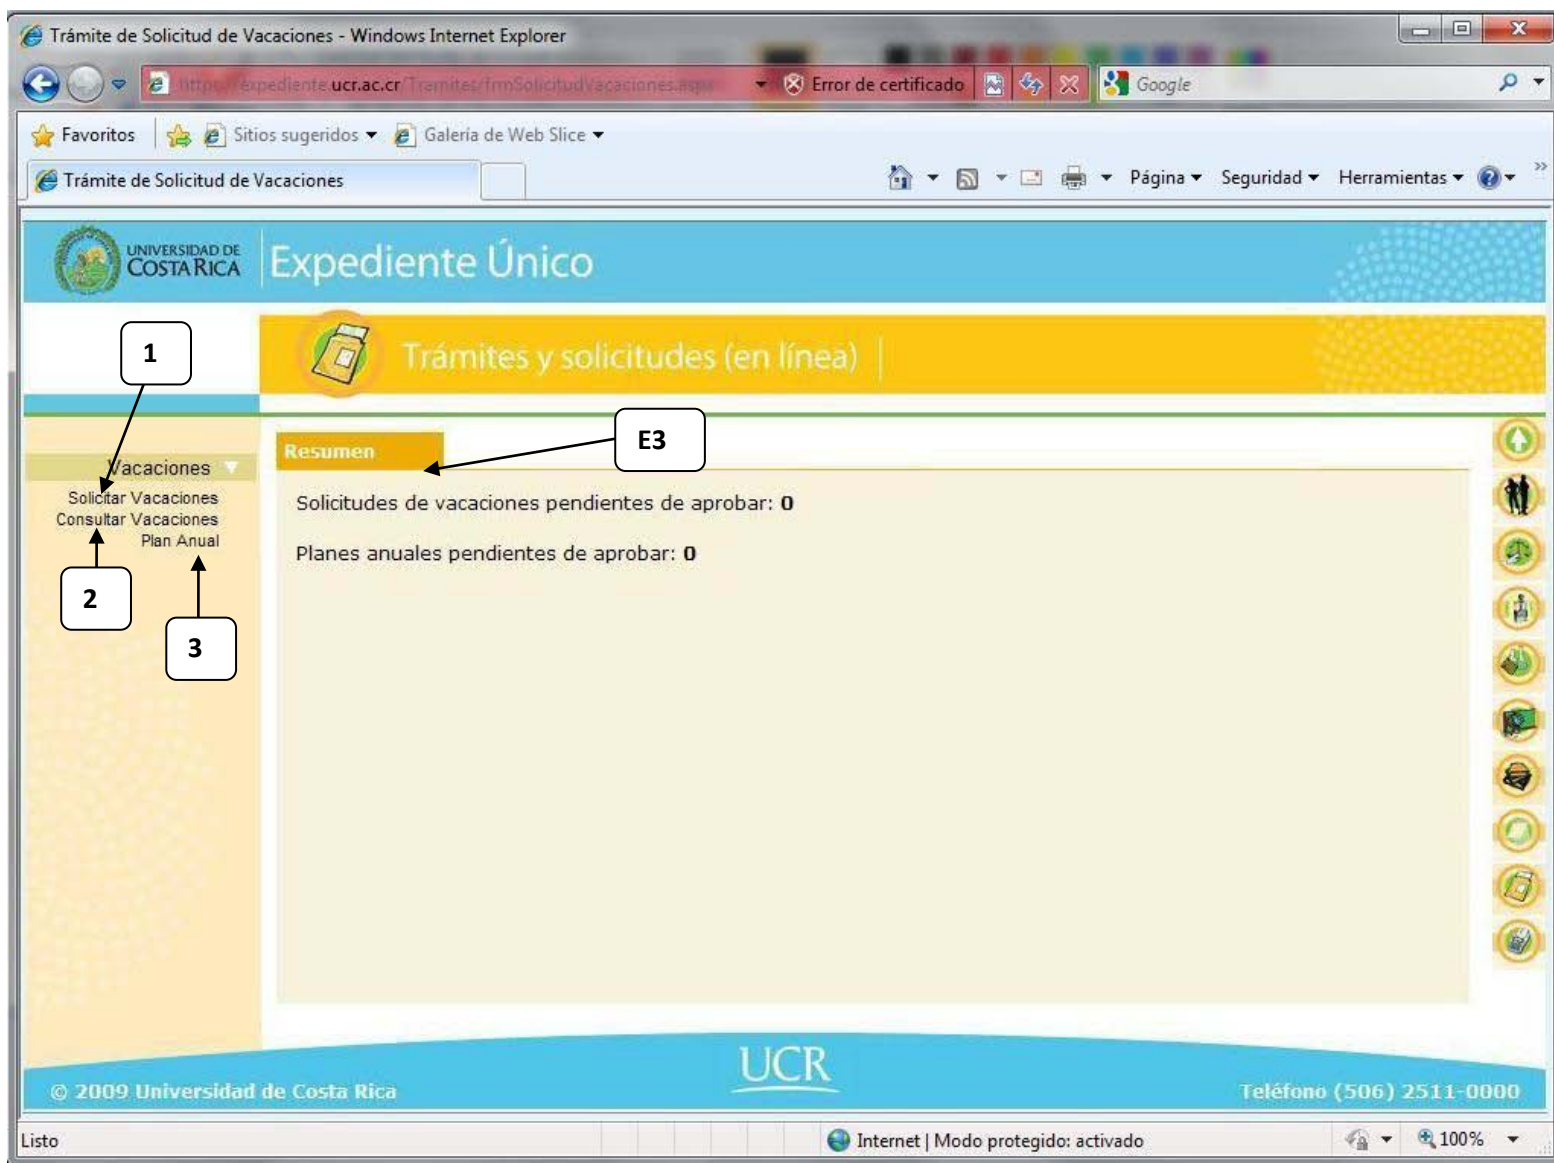 Trámite de Solicitud de Vacaciones - Windows Internet Explorer
https://expediente.ucr.ac.cr/Tramites/frmSolicitudVacaciones.aspx Error de certificado Google
Favoritos Sitios sugeridos Galería de Web Slice
Trámite de Solicitud de Vacaciones Página Seguridad Herramientas
UNIVERSIDAD DE
COSTA RICA
Expediente Único
1
Trámites y solicitudes (en línea)
E3
Resumen
Vacaciones
Solicitar Vacaciones
Consultar Vacaciones
Plan Anual
Solicitudes de vacaciones pendientes de aprobar: 0
Planes anuales pendientes de aprobar: 0
2
3
UCR
© 2009 Universidad de Costa Rica Teléfono (506) 2511-0000
Listo Internet | Modo protegido: activado 100%